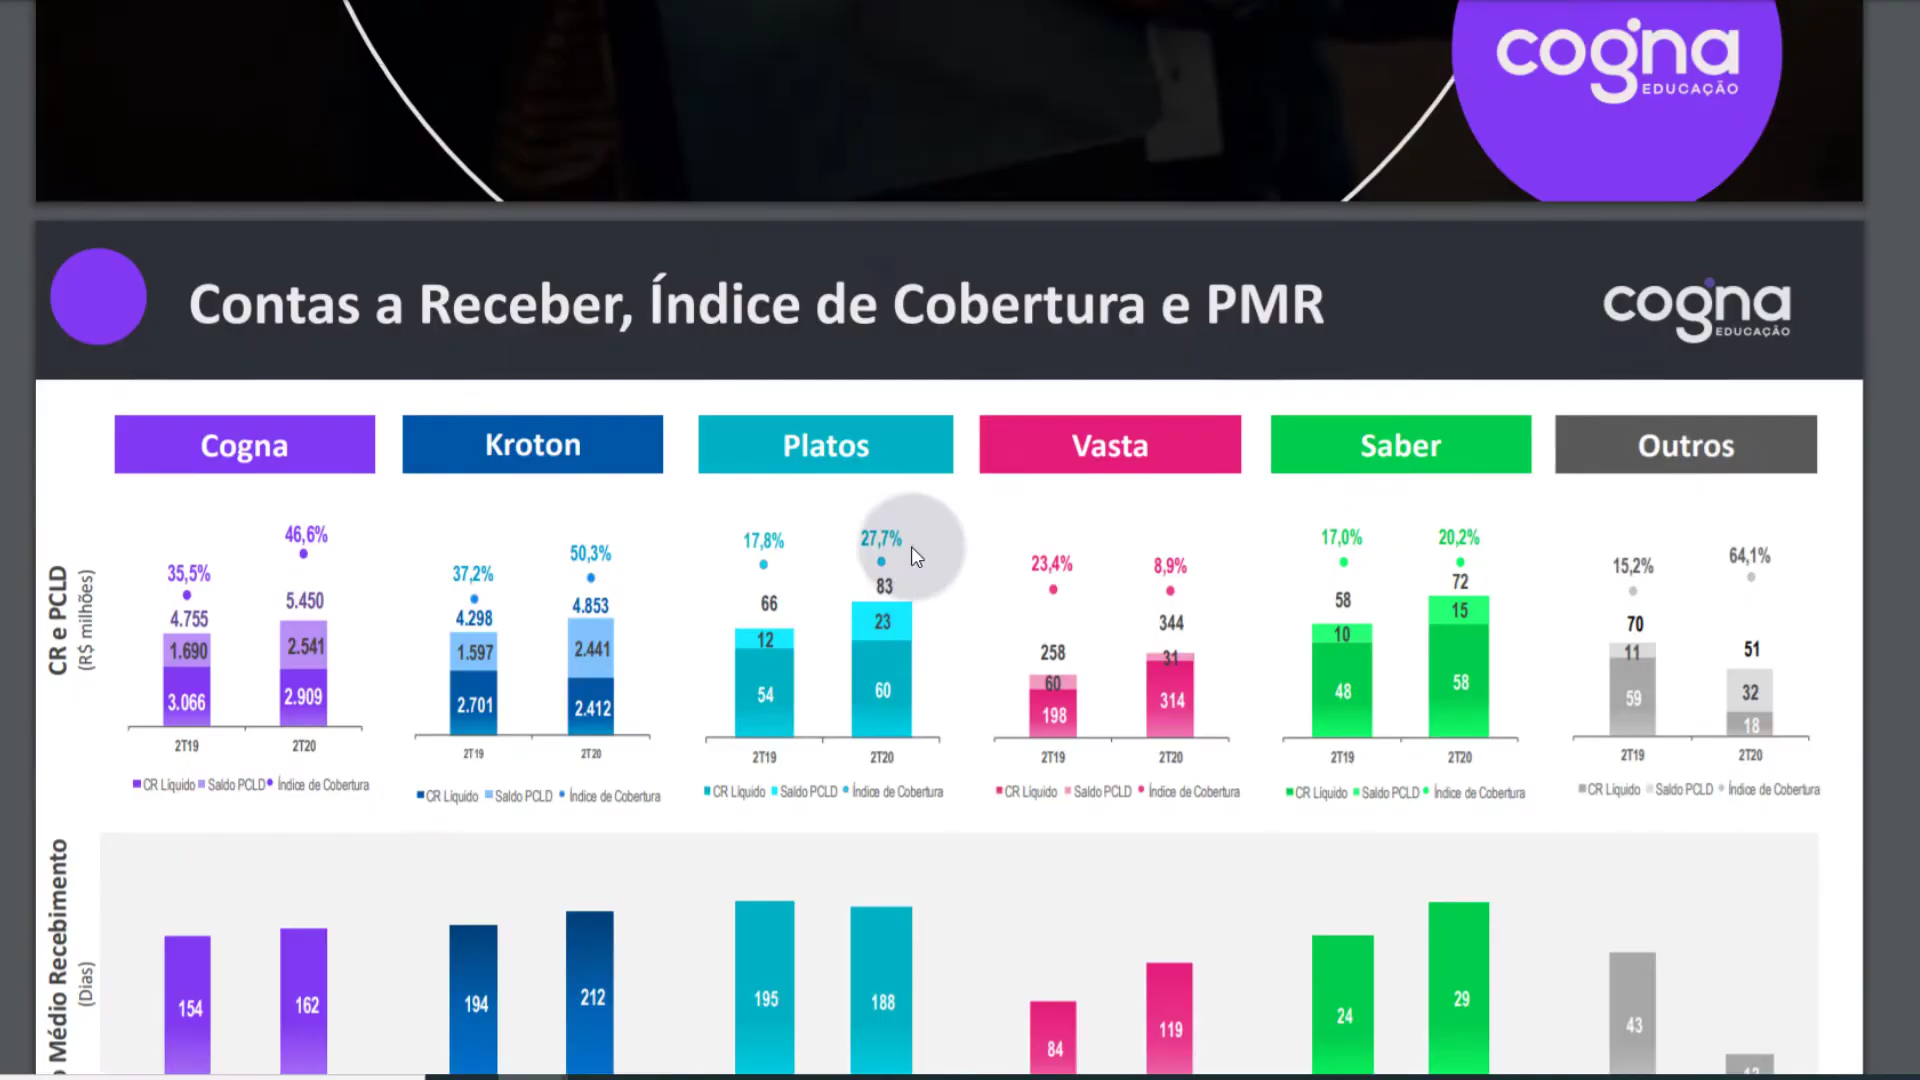 cogna
EDUCAÇÃO
Contas a Receber, Índice de Cobertura e PMR
cogna
EDUCAÇÃO
Cogna
Kroton
Platos
Vasta
Saber
Outros
CR e PCLD
(R$ milhões)
35,5%
46,6%
4.755
5.450
1.690
2.541
3.066
2.909
2T19
2T20
CR Líquido
Saldo PCLD
Índice de Cobertura
37,2%
50,3%
4.298
4.853
1.597
2.441
2.701
2.412
2T19
2T20
CR Líquido
Saldo PCLD
Índice de Cobertura
17,8%
27,7%
66
83
12
23
54
60
2T19
2T20
CR Líquido
Saldo PCLD
Índice de Cobertura
23,4%
8,9%
258
344
60
31
198
314
2T19
2T20
CR Líquido
Saldo PCLD
Índice de Cobertura
17,0%
20,2%
58
72
10
15
48
58
2T19
2T20
CR Líquido
Saldo PCLD
Índice de Cobertura
15,2%
64,1%
70
51
11
32
59
18
2T19
2T20
CR Líquido
Saldo PCLD
Índice de Cobertura
Médio Recebimento
(Dias)
154
162
194
212
195
188
84
119
24
29
43